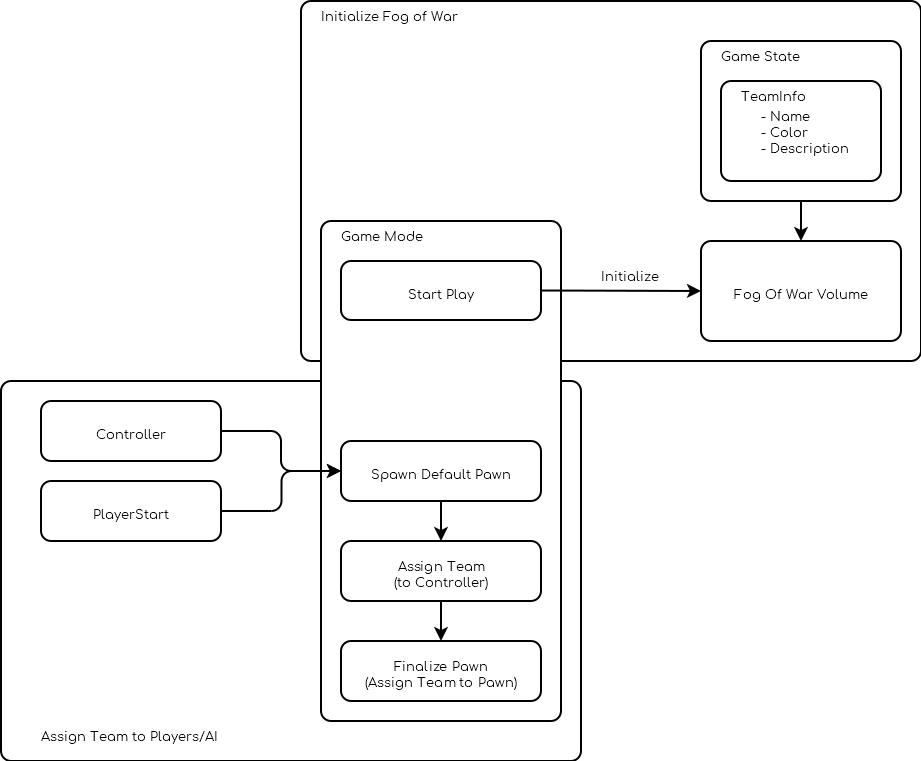 Initialize Fog of War
Game State
TeamInfo
- Name
- Color
- Description
Game Mode
Start Play
Initialize
Fog Of War Volume
Controller
PlayerStart
Spawn Default Pawn
Assign Team
(to Controller)
Finalize Pawn
(Assign Team to Pawn)
Assign Team to Players/AI